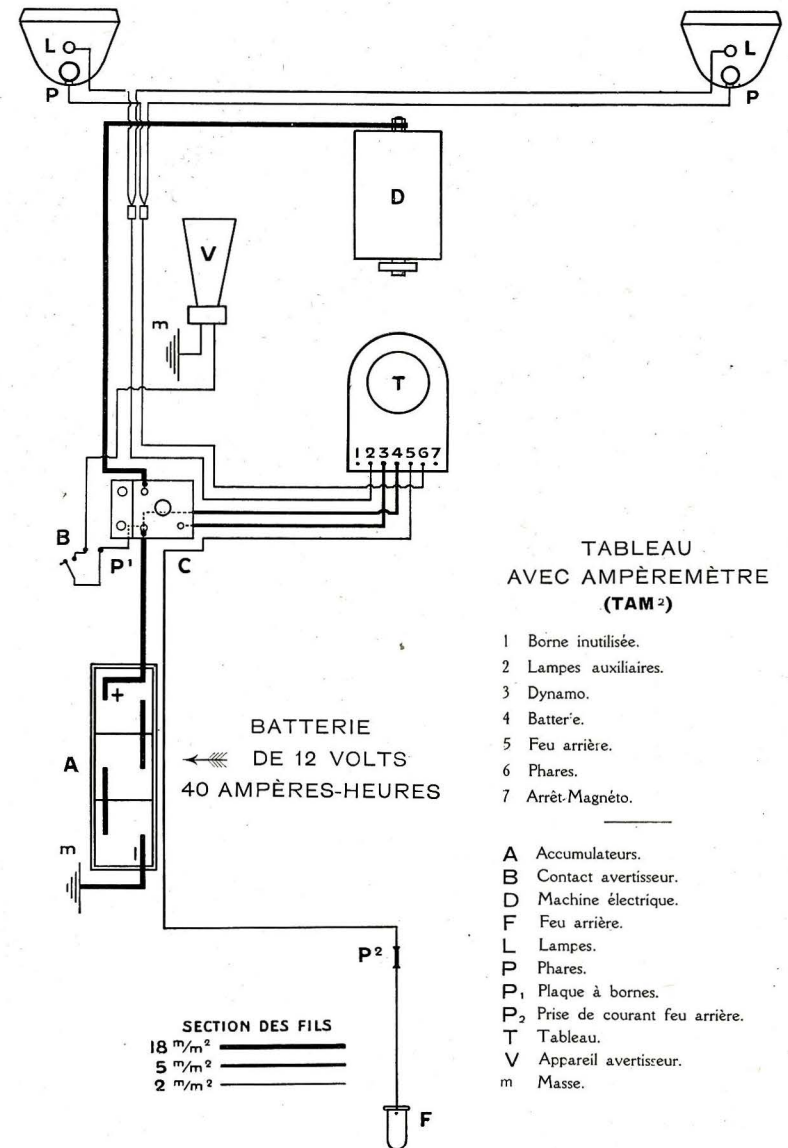 L
P
L
P
D
V
m
T
1 2 3 4 5 6 7
B
P¹
C
TABLEAU
AVEC AMPÈREMÈTRE
(TAM²)
1 Borne inutilisée.
2 Lampes auxiliaires.
3 Dynamo.
4 Batterie.
5 Feu arrière.
6 Phares.
7 Arrêt-Magnéto.
+
A
BATTERIE
DE 12 VOLTS
40 AMPÈRES-HEURES
m
-
A Accumulateurs.
B Contact avertisseur.
D Machine électrique.
F Feu arrière.
L Lampes.
P Phares.
P₁ Plaque à bornes.
P₂ Prise de courant feu arrière.
T Tableau.
V Appareil avertisseur.
m Masse.
P²
SECTION DES FILS
18 m/m²
5 m/m²
2 m/m²
F